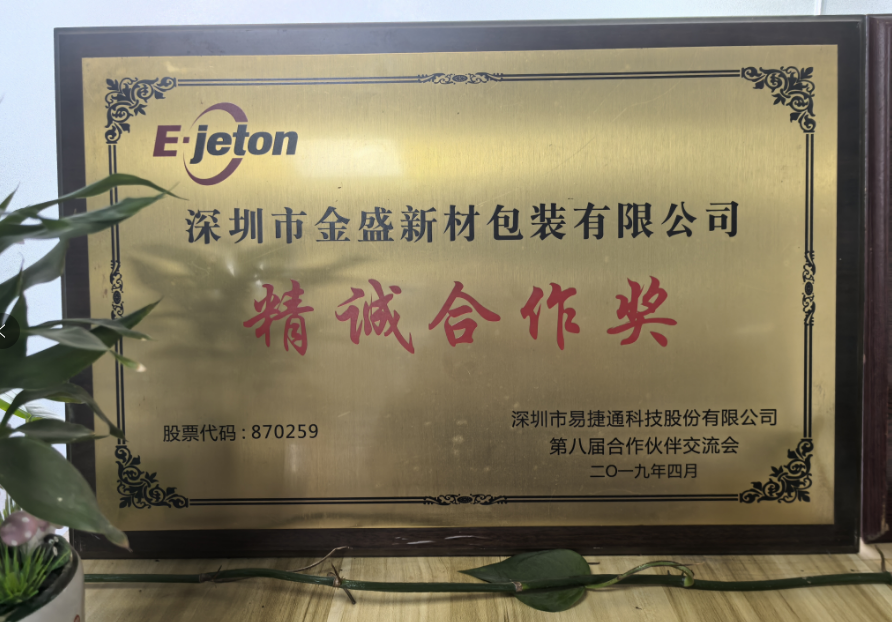 E·jeton
深圳市金盛新材包装有限公司
精诚合作奖
股票代码：870259
深圳市易捷通科技股份有限公司
第八届合作伙伴交流会
二〇一九年四月